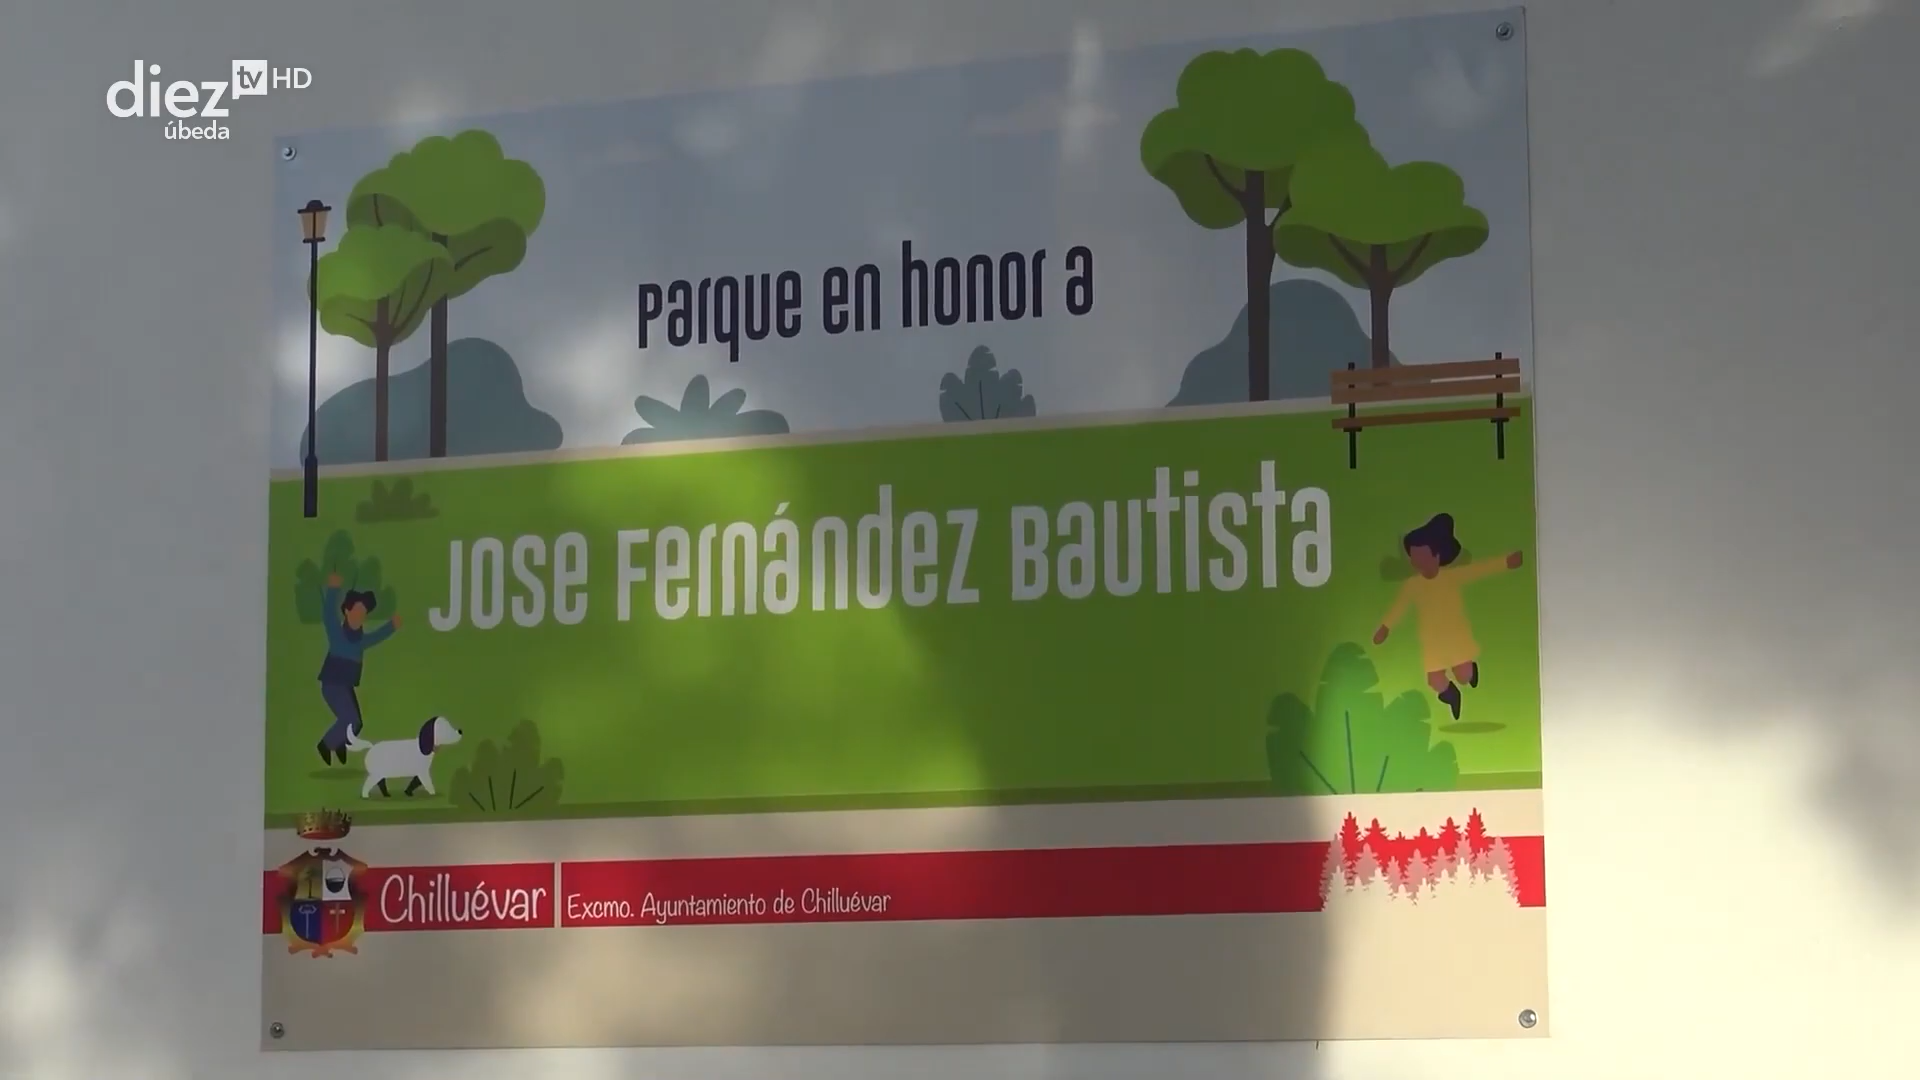 diez tv HD
úbeda
Parque en honor a
Jose Fernández Bautista
Chilluévar
Excmo. Ayuntamiento de Chilluévar